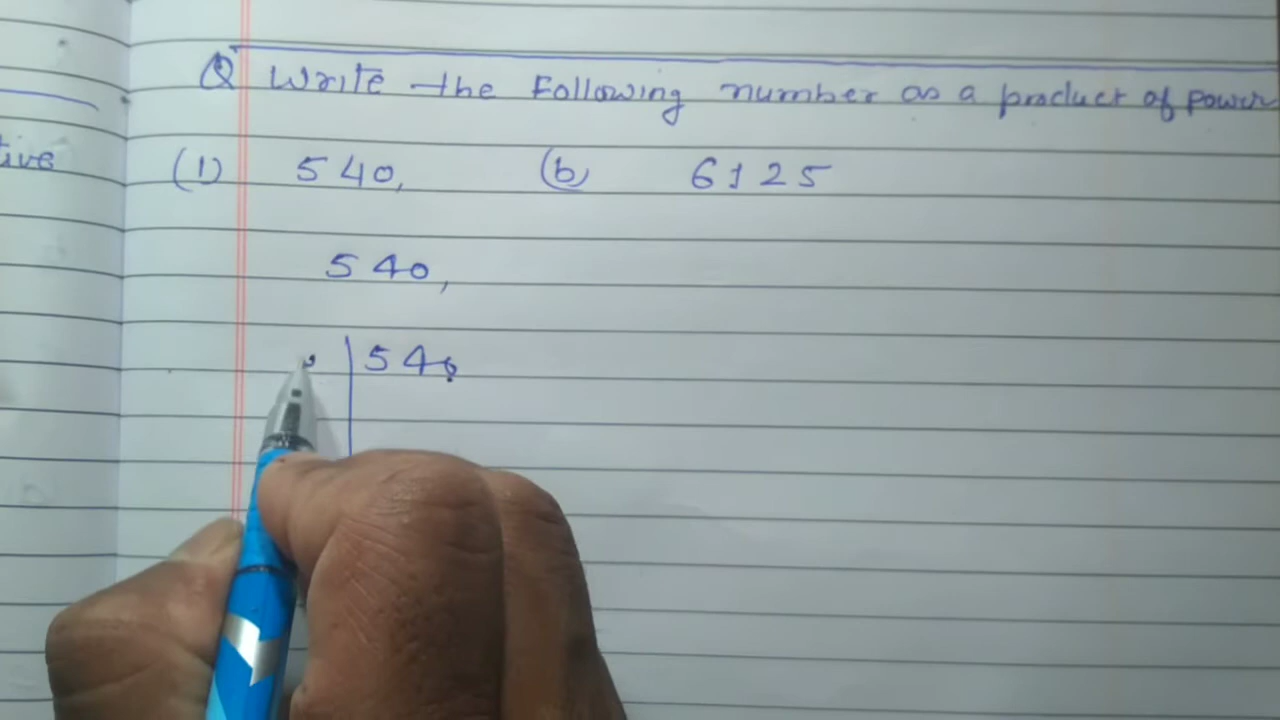 Q Write the Following number as a product of power
tive
(1) 540, (b) 6125
540,
540